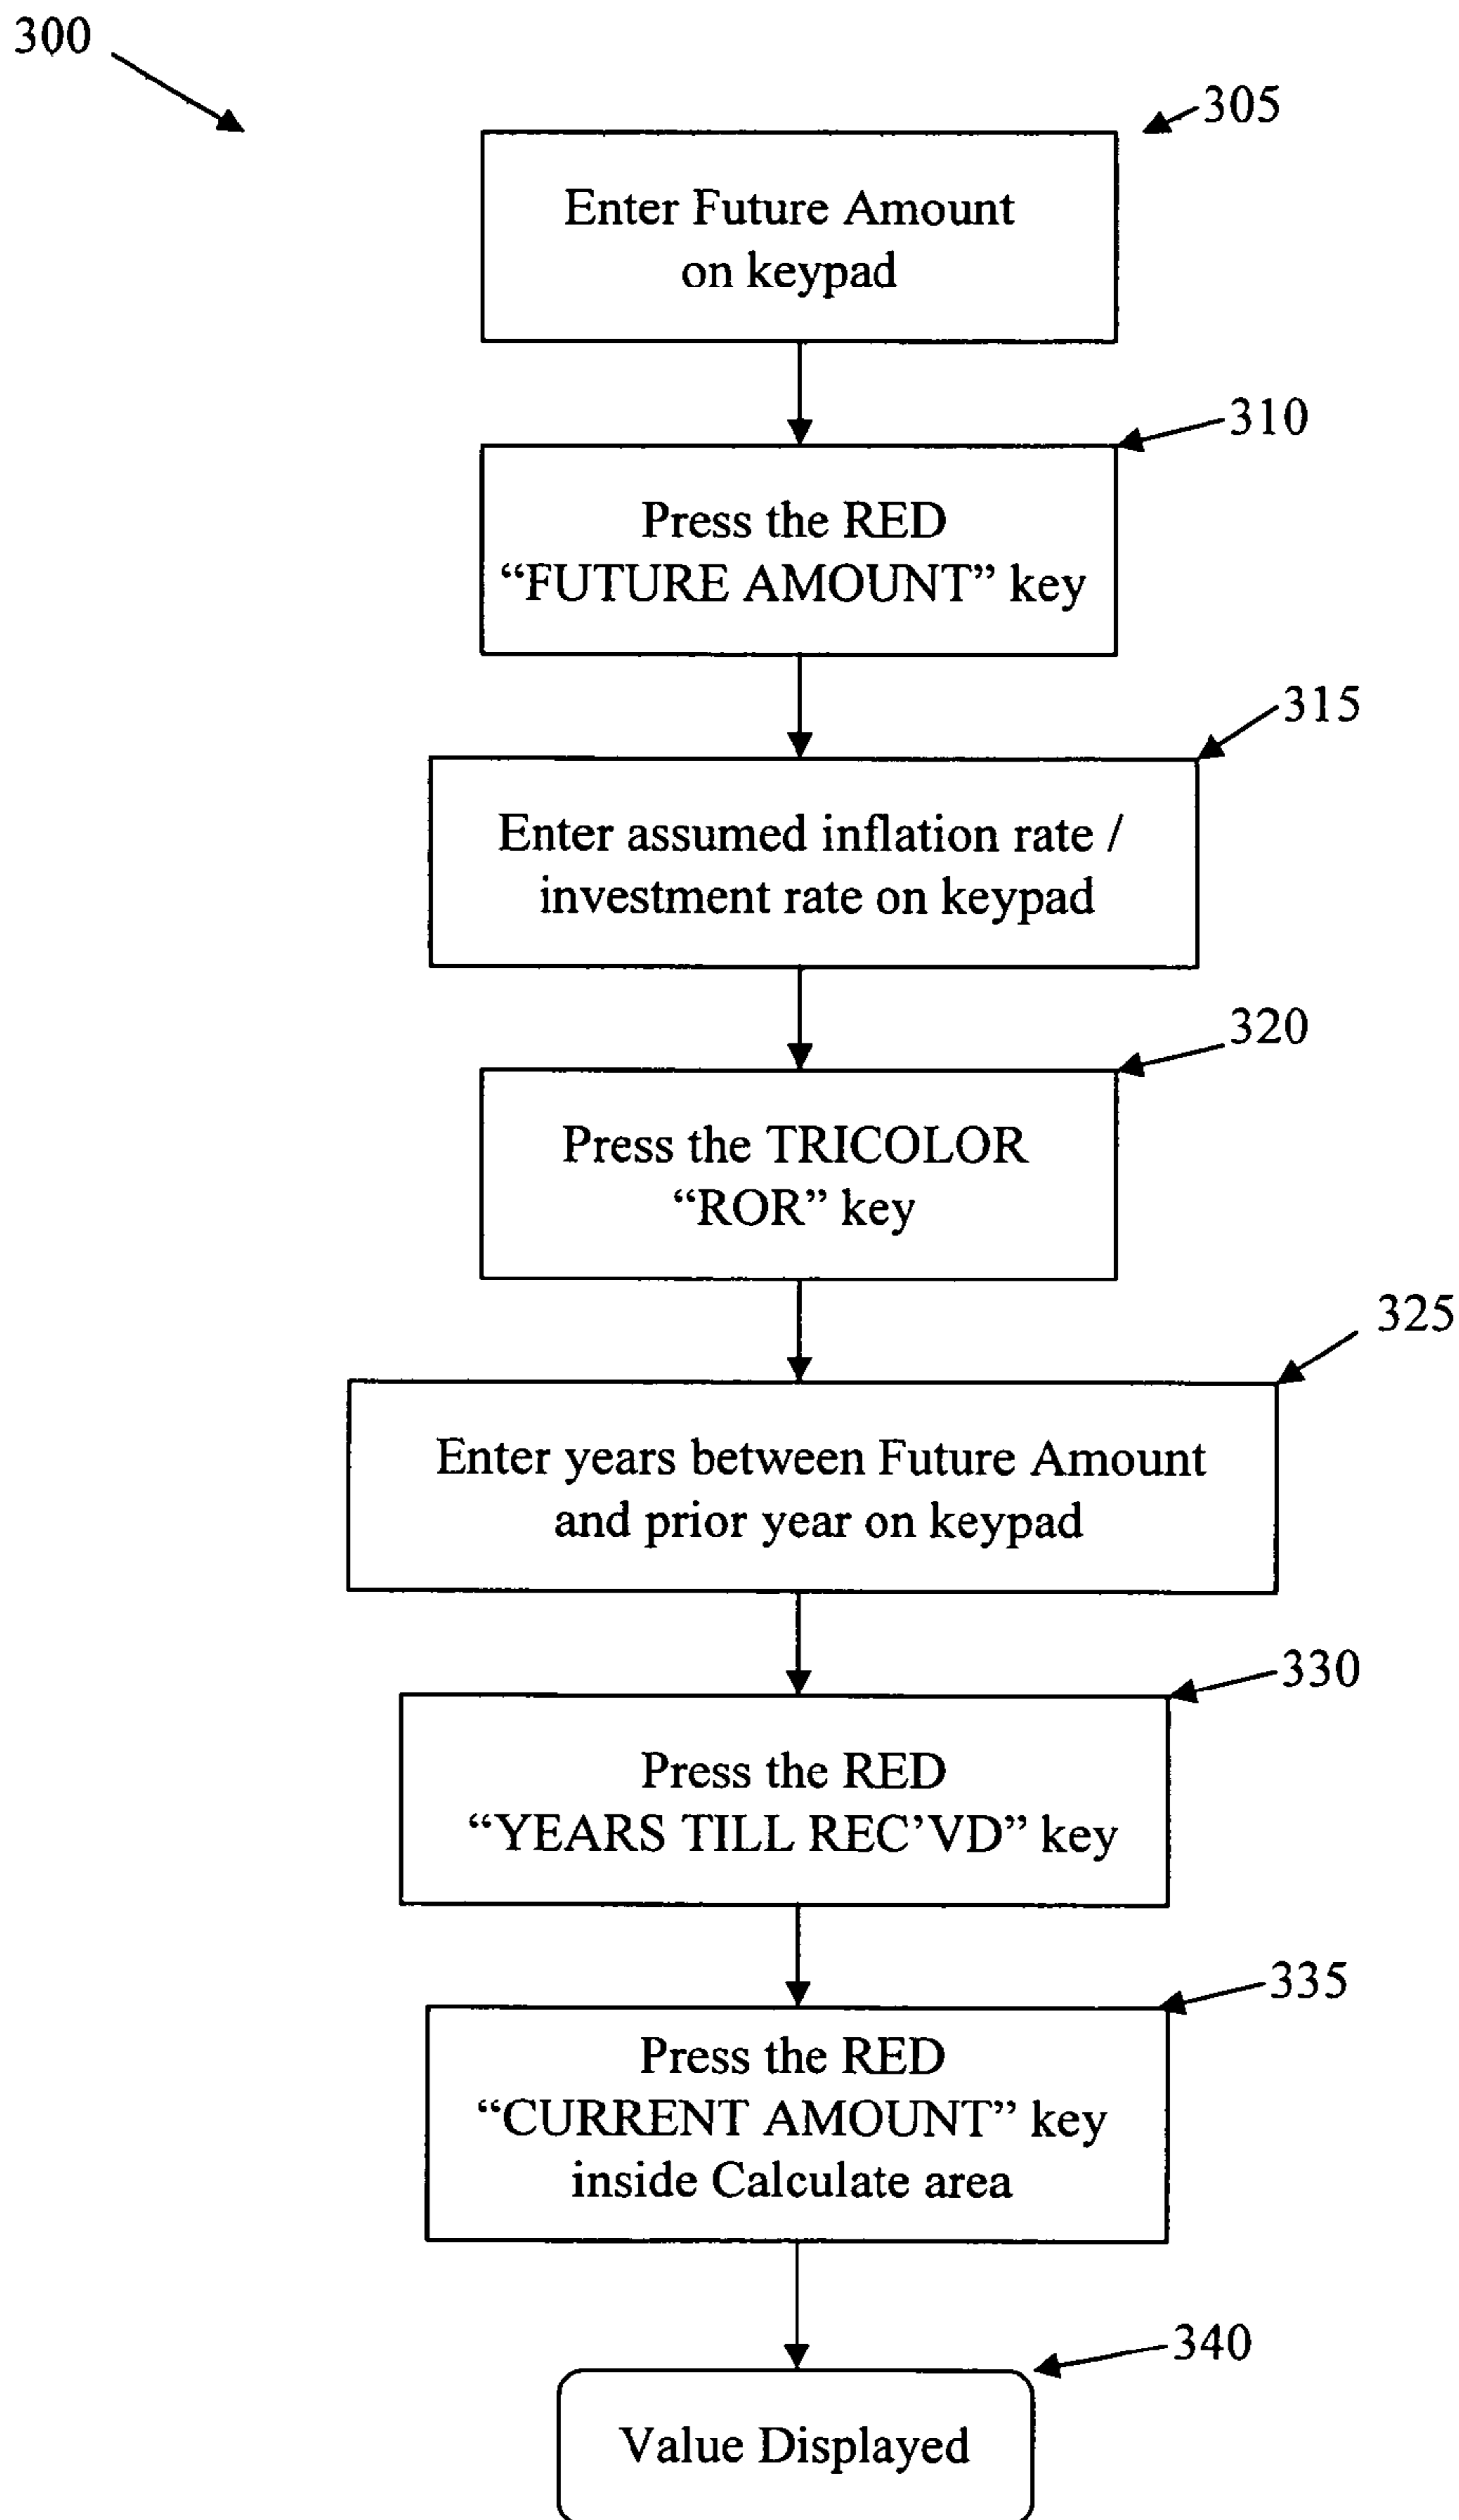 300
305
Enter Future Amount
on keypad
310
Press the RED
“FUTURE AMOUNT” key
315
Enter assumed inflation rate /
investment rate on keypad
320
Press the TRICOLOR
“ROR” key
325
Enter years between Future Amount
and prior year on keypad
330
Press the RED
“YEARS TILL REC’VD” key
335
Press the RED
“CURRENT AMOUNT” key
inside Calculate area
340
Value Displayed